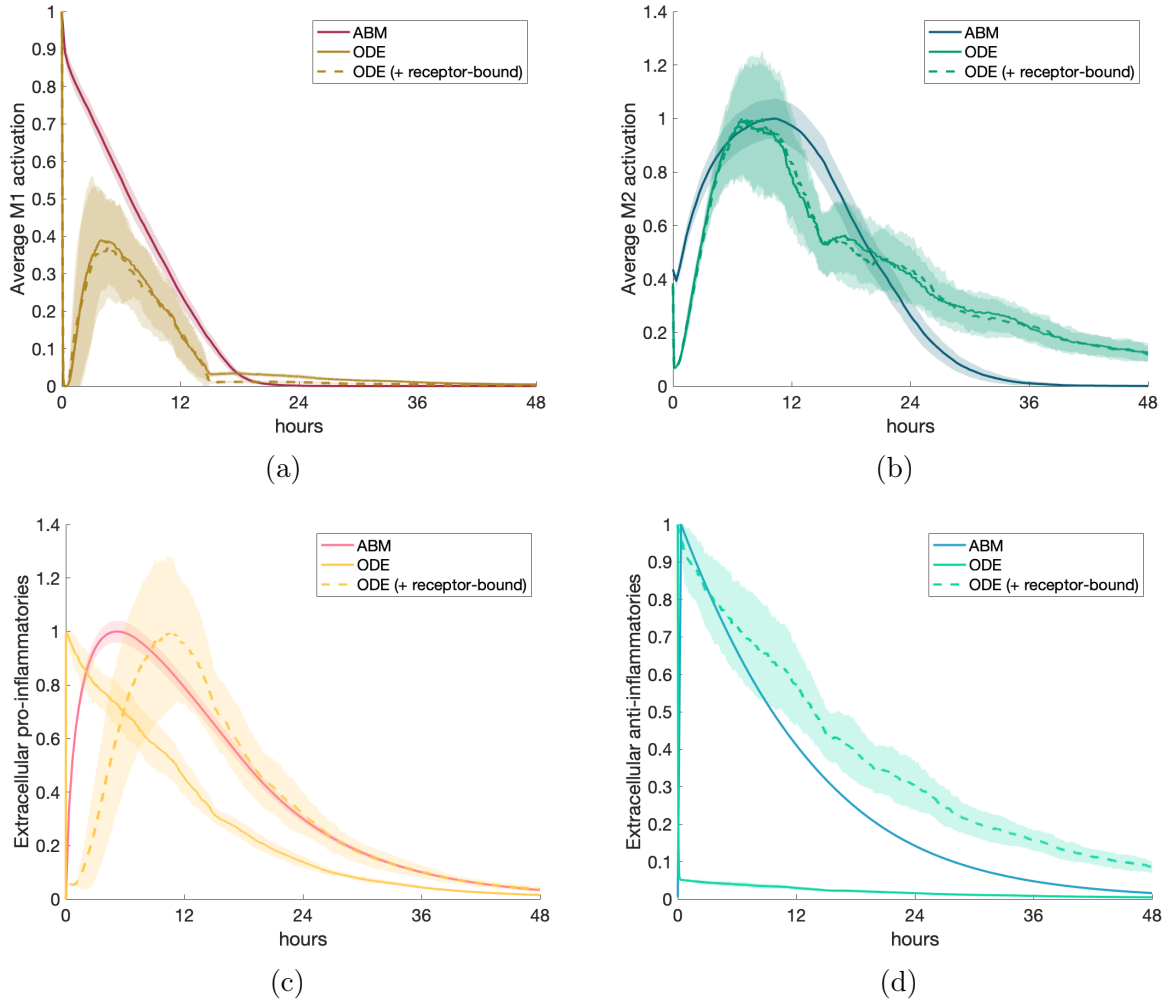 1
0.9
0.8
0.7
0.6
0.5
0.4
0.3
0.2
0.1
0
Average M1 activation
ABM
ODE
ODE (+ receptor-bound)
0 12 24 36 48
hours
(a)
1.4
1.2
1
0.8
0.6
0.4
0.2
0
Average M2 activation
ABM
ODE
ODE (+ receptor-bound)
0 12 24 36 48
hours
(b)
1.4
1.2
1
0.8
0.6
0.4
0.2
0
Extracellular pro-inflammatories
ABM
ODE
ODE (+ receptor-bound)
0 12 24 36 48
hours
(c)
1
0.9
0.8
0.7
0.6
0.5
0.4
0.3
0.2
0.1
0
Extracellular anti-inflammatories
ABM
ODE
ODE (+ receptor-bound)
0 12 24 36 48
hours
(d)